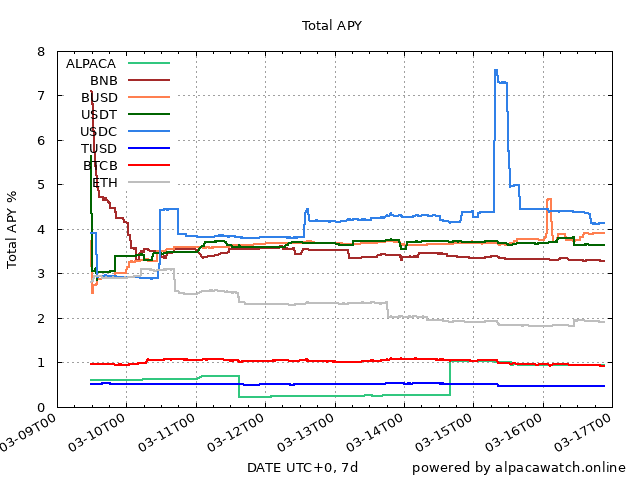 Total APY
8
7
6
5
4
3
2
1
0
Total APY %
ALPACA
BNB
BUSD
USDT
USDC
TUSD
BTCB
ETH
03-09T00
03-10T00
03-11T00
03-12T00
03-13T00
03-14T00
03-15T00
03-16T00
03-17T00
DATE UTC+0, 7d
powered by alpacawatch.online